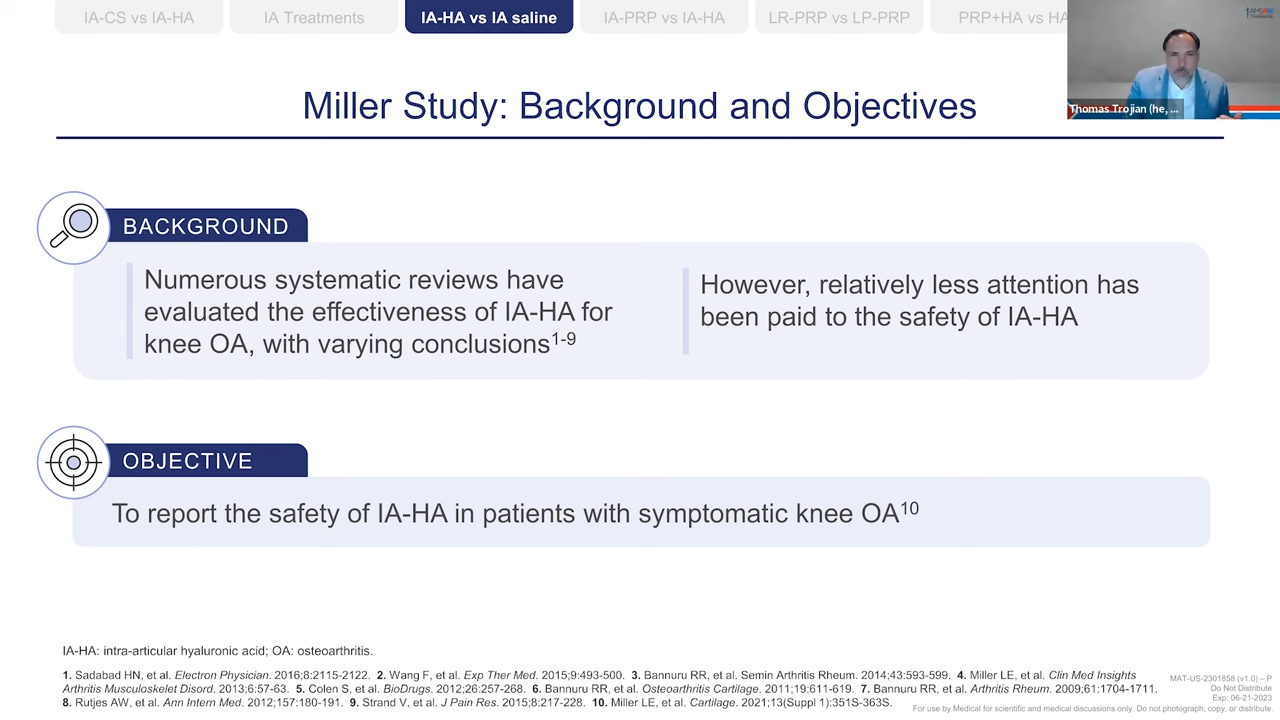 IA-CS vs IA-HA
IA Treatments
IA-HA vs IA saline
IA-PRP vs IA-HA
LR-PRP vs LP-PRP
PRP+HA vs HA
Thomas Trojian (he, ...
Miller Study: Background and Objectives
BACKGROUND
Numerous systematic reviews have
evaluated the effectiveness of IA-HA for
knee OA, with varying conclusions1-9
However, relatively less attention has
been paid to the safety of IA-HA
OBJECTIVE
To report the safety of IA-HA in patients with symptomatic knee OA10
IA-HA: intra-articular hyaluronic acid; OA: osteoarthritis.
1. Sadabad HN, et al. Electron Physician. 2016;8:2115-2122. 2. Wang F, et al. Exp Ther Med. 2015;9:493-500. 3. Bannuru RR, et al. Semin Arthritis Rheum. 2014;43:593-599. 4. Miller LE, et al. Clin Med Insights
Arthritis Musculoskelet Disord. 2013;6:57-63. 5. Colen S, et al. BioDrugs. 2012;26:257-268. 6. Bannuru RR, et al. Osteoarthritis Cartilage. 2011;19:611-619. 7. Bannuru RR, et al. Arthritis Rheum. 2009;61:1704-1711.
8. Rutjes AW, et al. Ann Intern Med. 2012;157:180-191. 9. Strand V, et al. J Pain Res. 2015;8:217-228. 10. Miller LE, et al. Cartilage. 2021;13(Suppl 1):351S-363S.
MAT-US-2301858 (v1.0) – P
Do Not Distribute
Exp: 06-21-2023
For use by Medical for scientific and medical discussions only. Do not photograph, copy, or distribute.